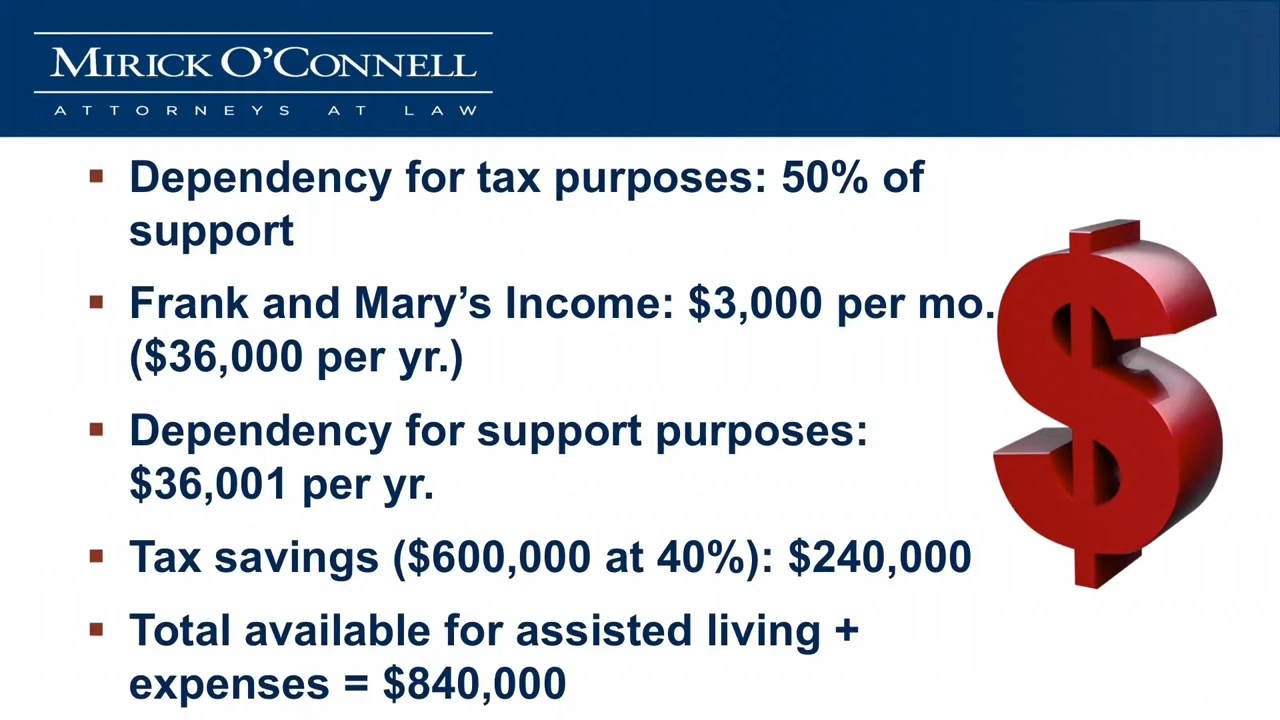 MIRICK O’CONNELL
ATTORNEYS AT LAW
▪ Dependency for tax purposes: 50% of
support
▪ Frank and Mary’s Income: $3,000 per mo.
($36,000 per yr.)
▪ Dependency for support purposes:
$36,001 per yr.
▪ Tax savings ($600,000 at 40%): $240,000
▪ Total available for assisted living +
expenses = $840,000